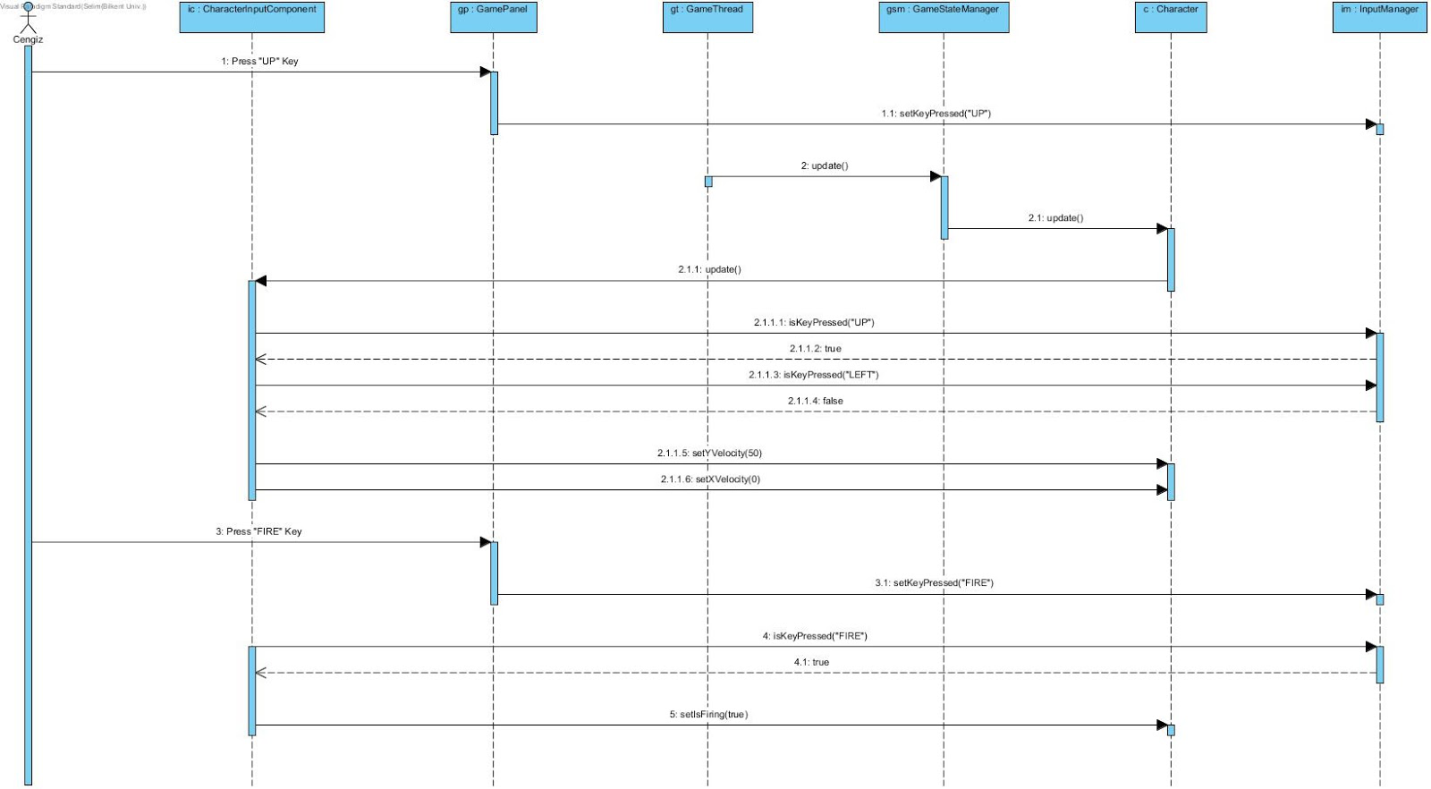 Visual Paradigm Standard(Selim(Bilkent Univ.))
Cengiz
ic : CharacterInputComponent
gp : GamePanel
gt : GameThread
gsm : GameStateManager
c : Character
im : InputManager
1: Press "UP" Key
1.1: setKeyPressed("UP")
2: update()
2.1: update()
2.1.1: update()
2.1.1.1: isKeyPressed("UP")
2.1.1.2: true
2.1.1.3: isKeyPressed("LEFT")
2.1.1.4: false
2.1.1.5: setYVelocity(50)
2.1.1.6: setXVelocity(0)
3: Press "FIRE" Key
3.1: setKeyPressed("FIRE")
4: isKeyPressed("FIRE")
4.1: true
5: setIsFiring(true)